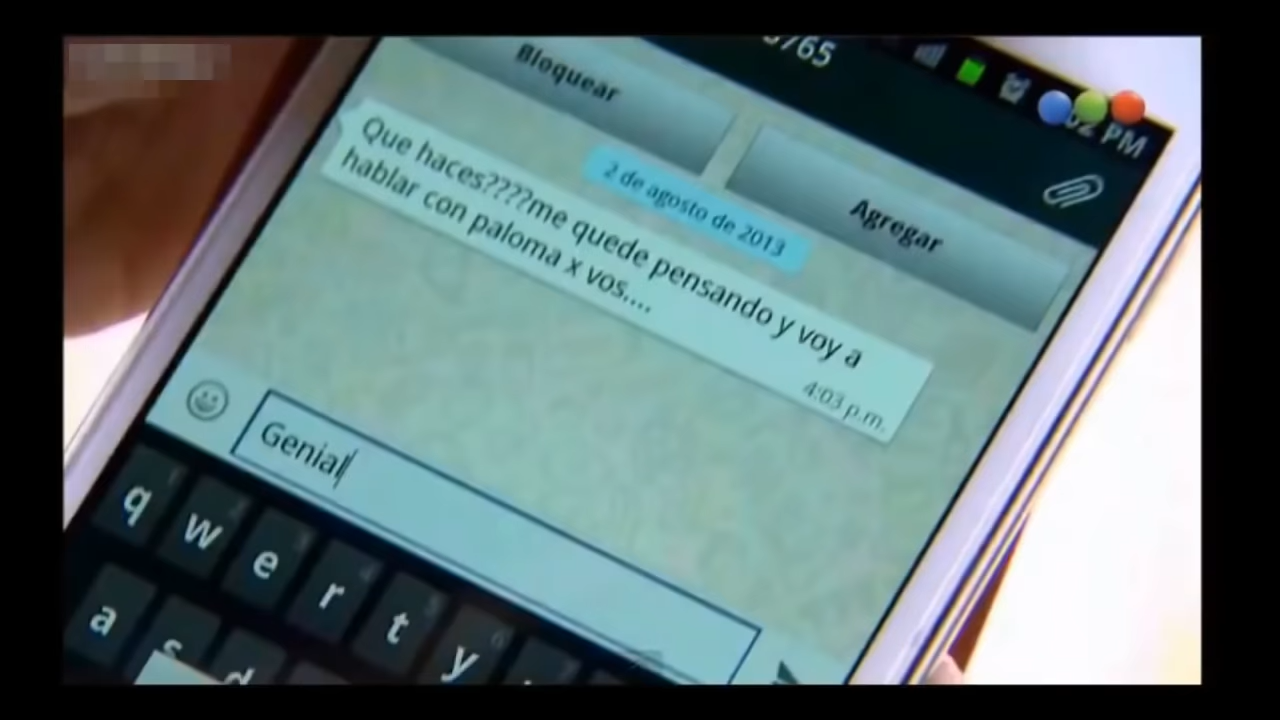 Bloquear
Agregar
2 de agosto de 2013
Que haces????me quede pensando y voy a
hablar con paloma x vos....
4:03 p.m.
Genial
q w e r t y
a s d
PM